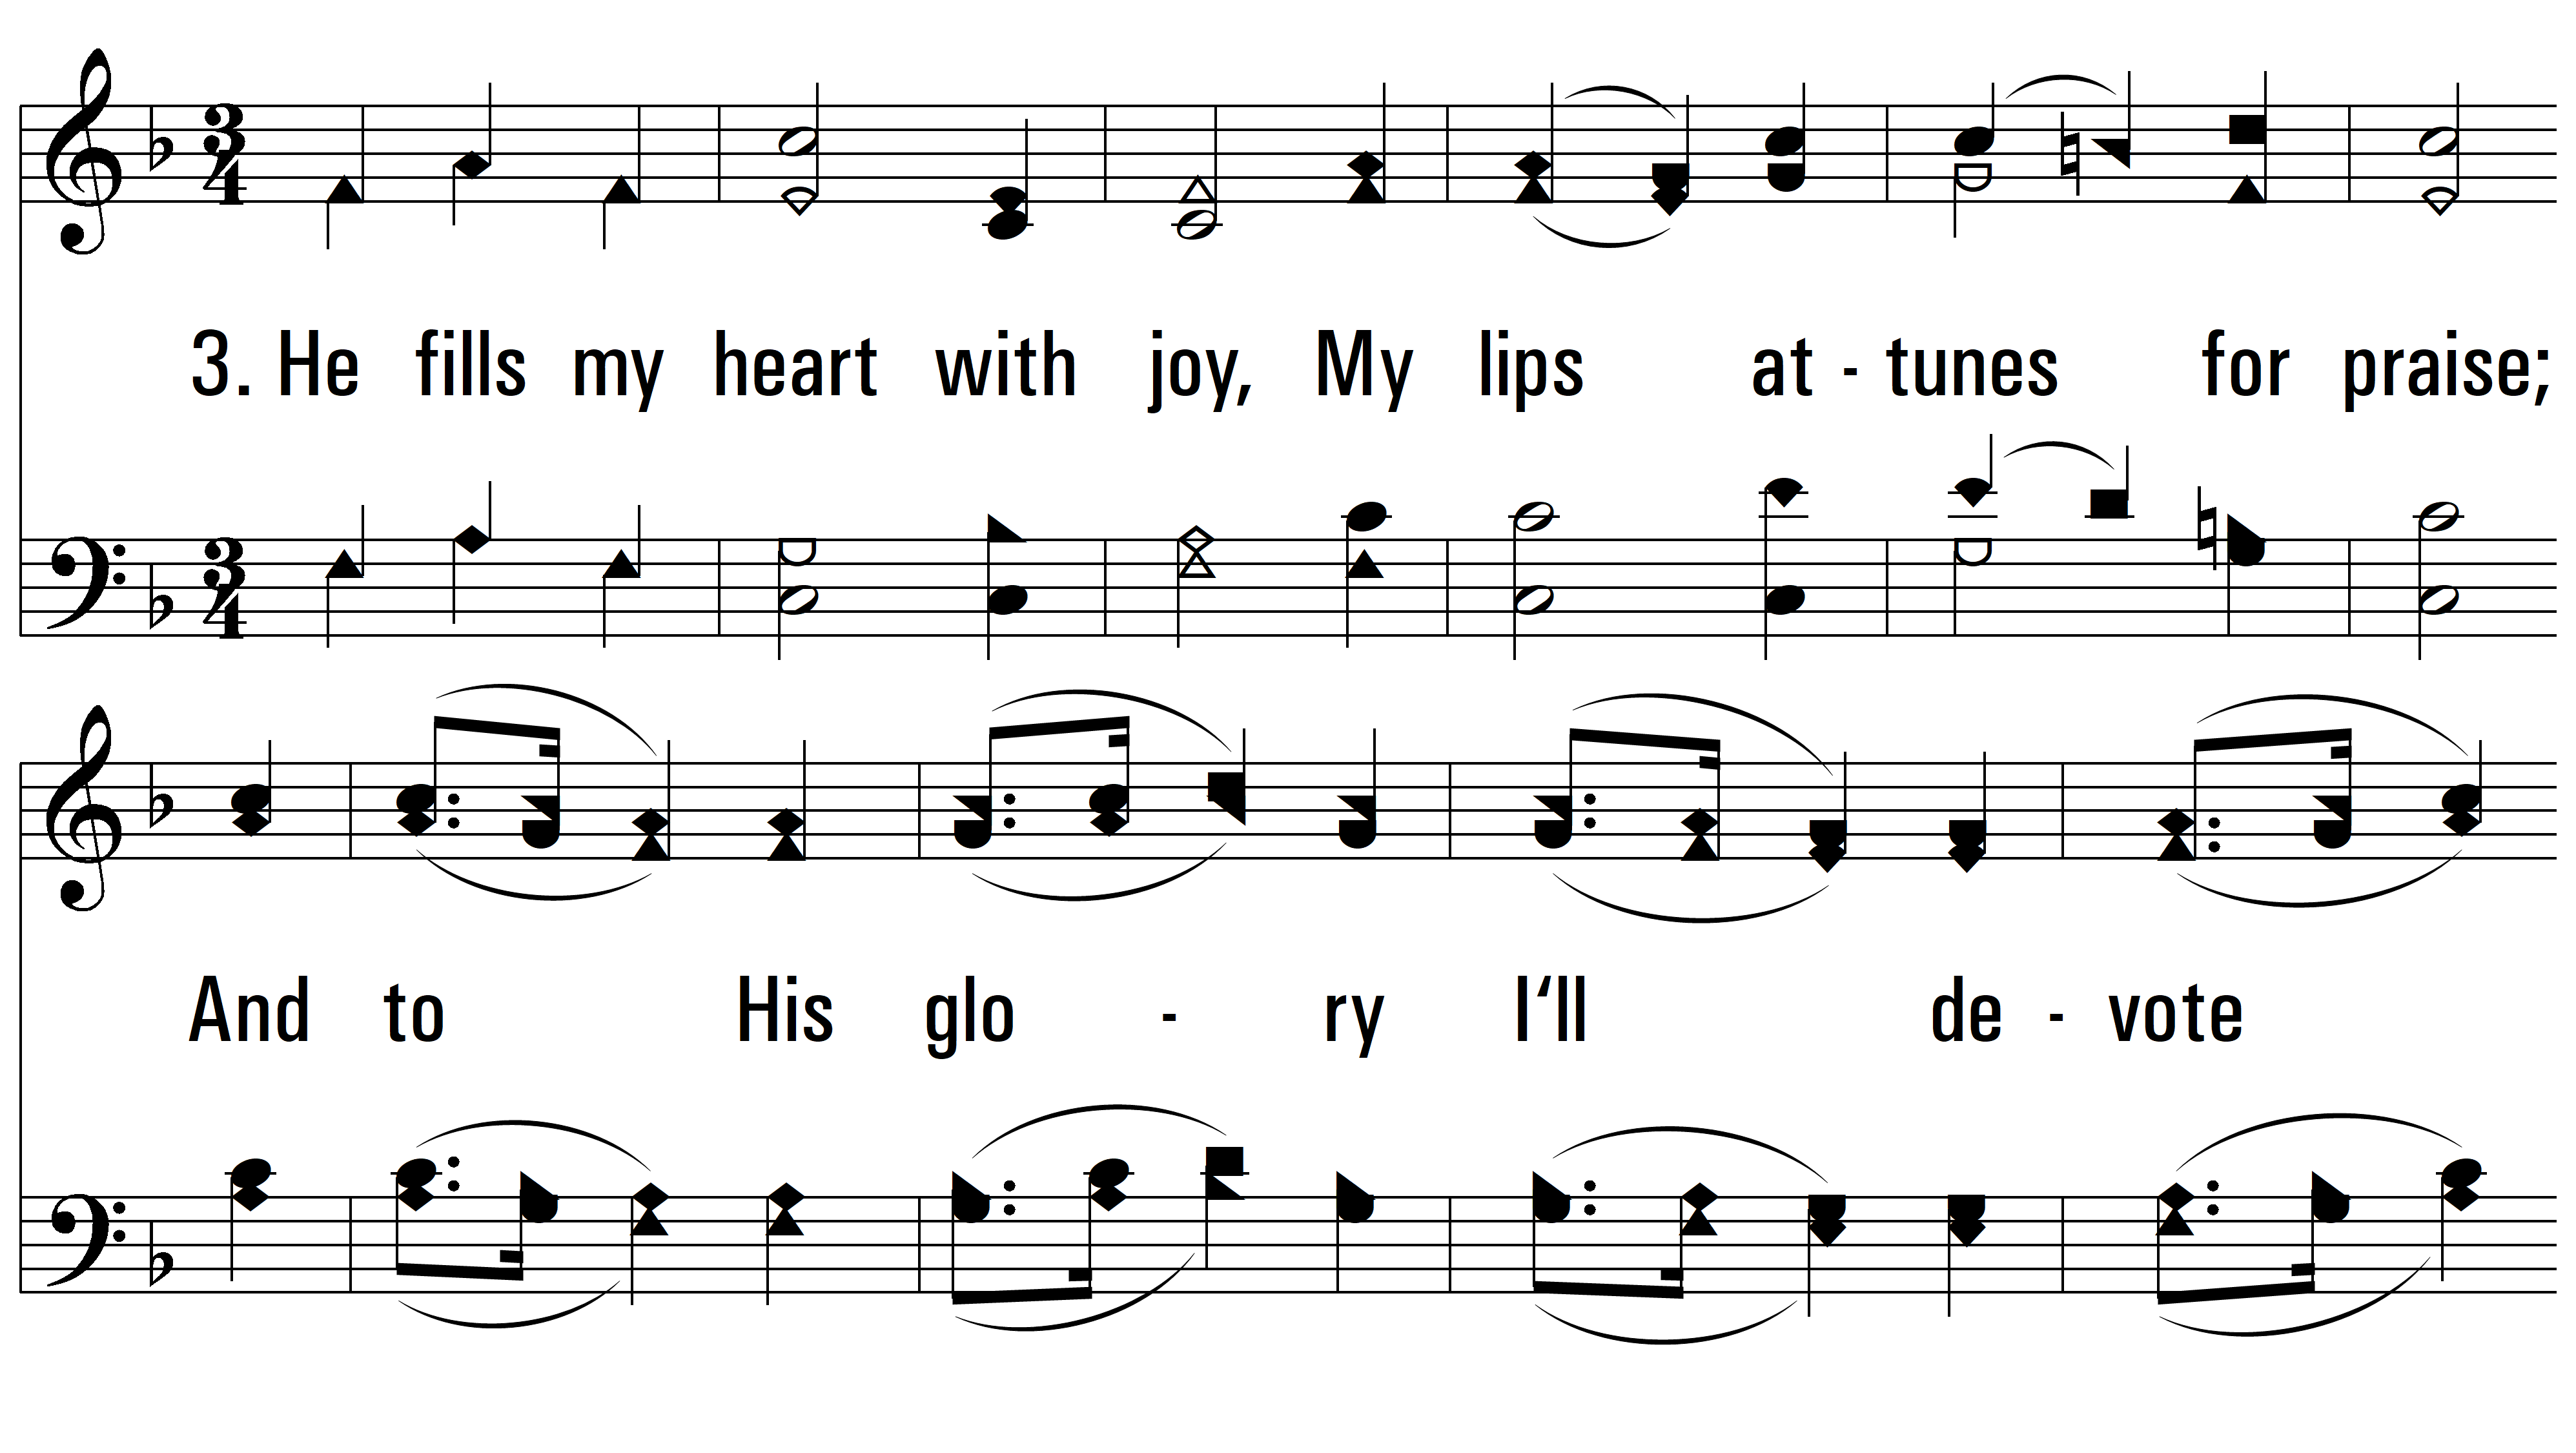 3. He fills my heart with joy, My lips at - tunes for praise;
And to His glo - ry I‘ll de - vote